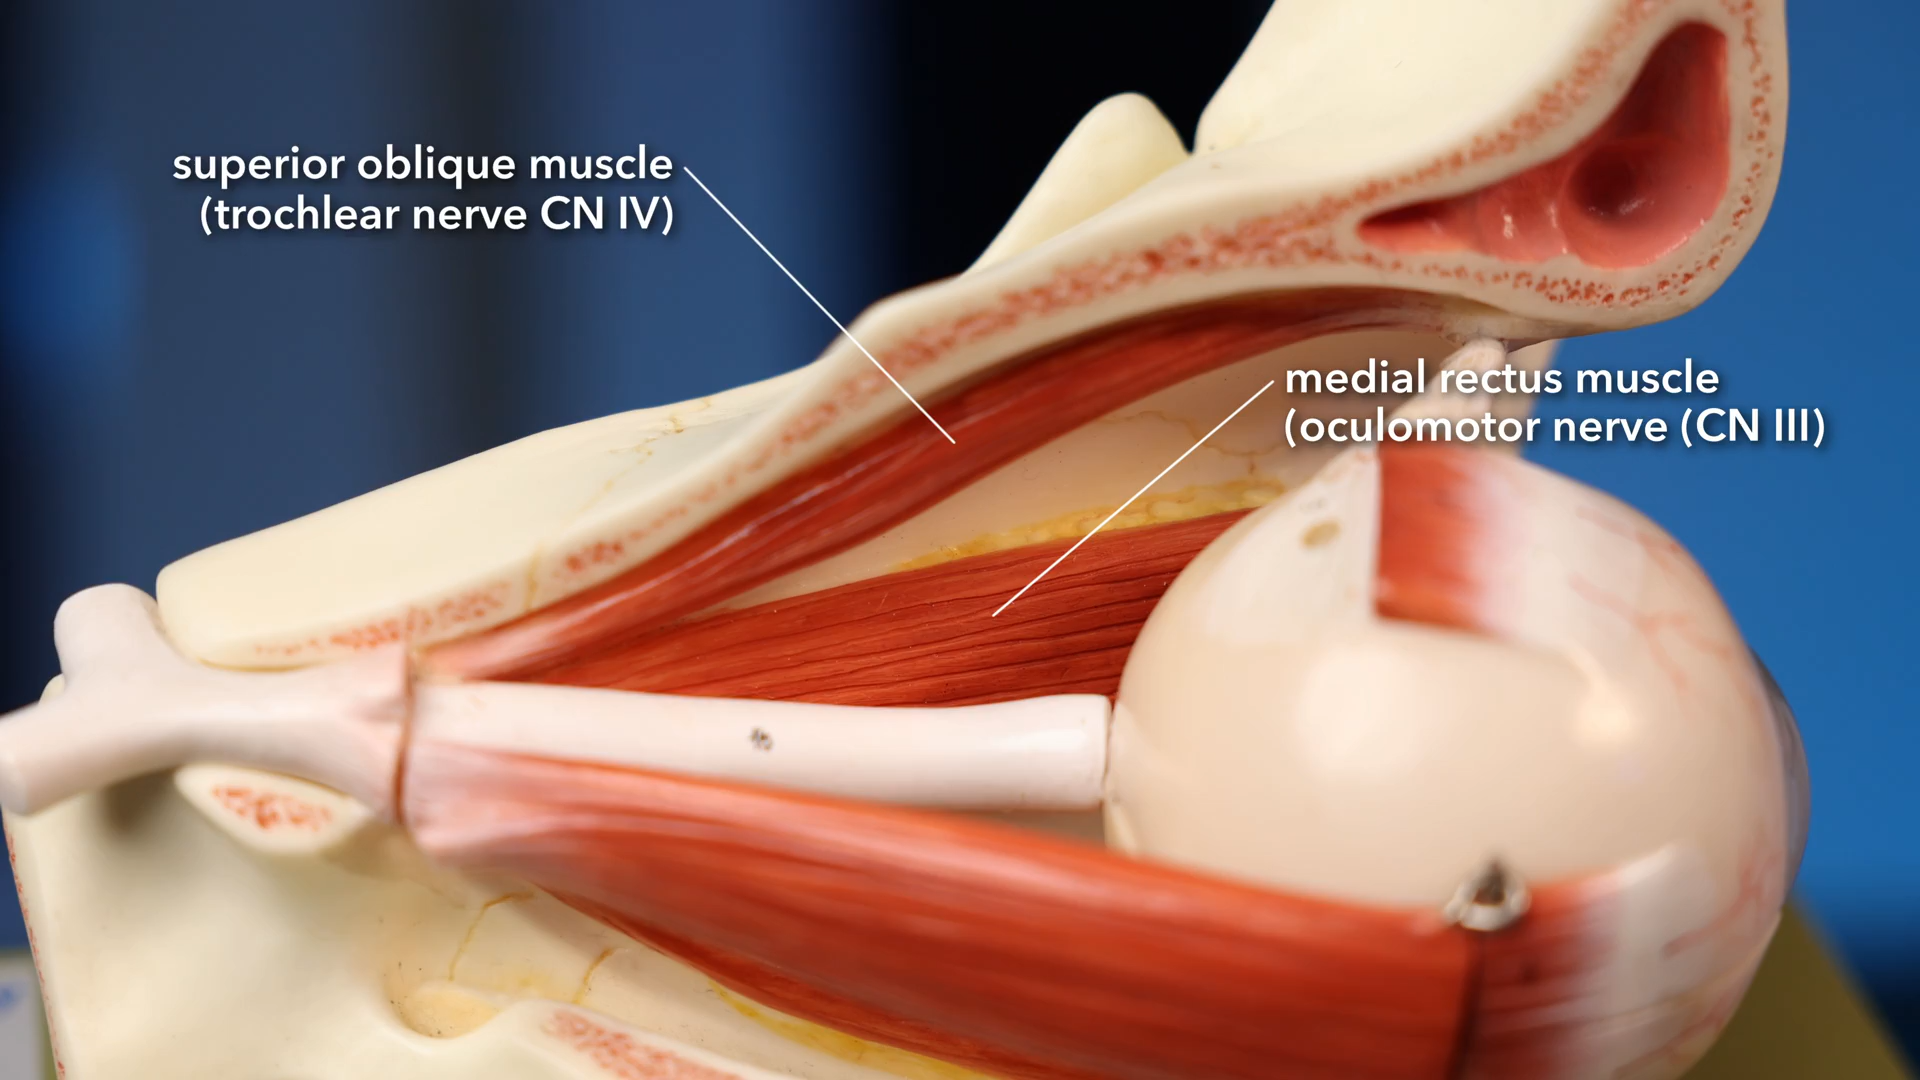 superior oblique muscle
(trochlear nerve CN IV)
medial rectus muscle
(oculomotor nerve (CN III)